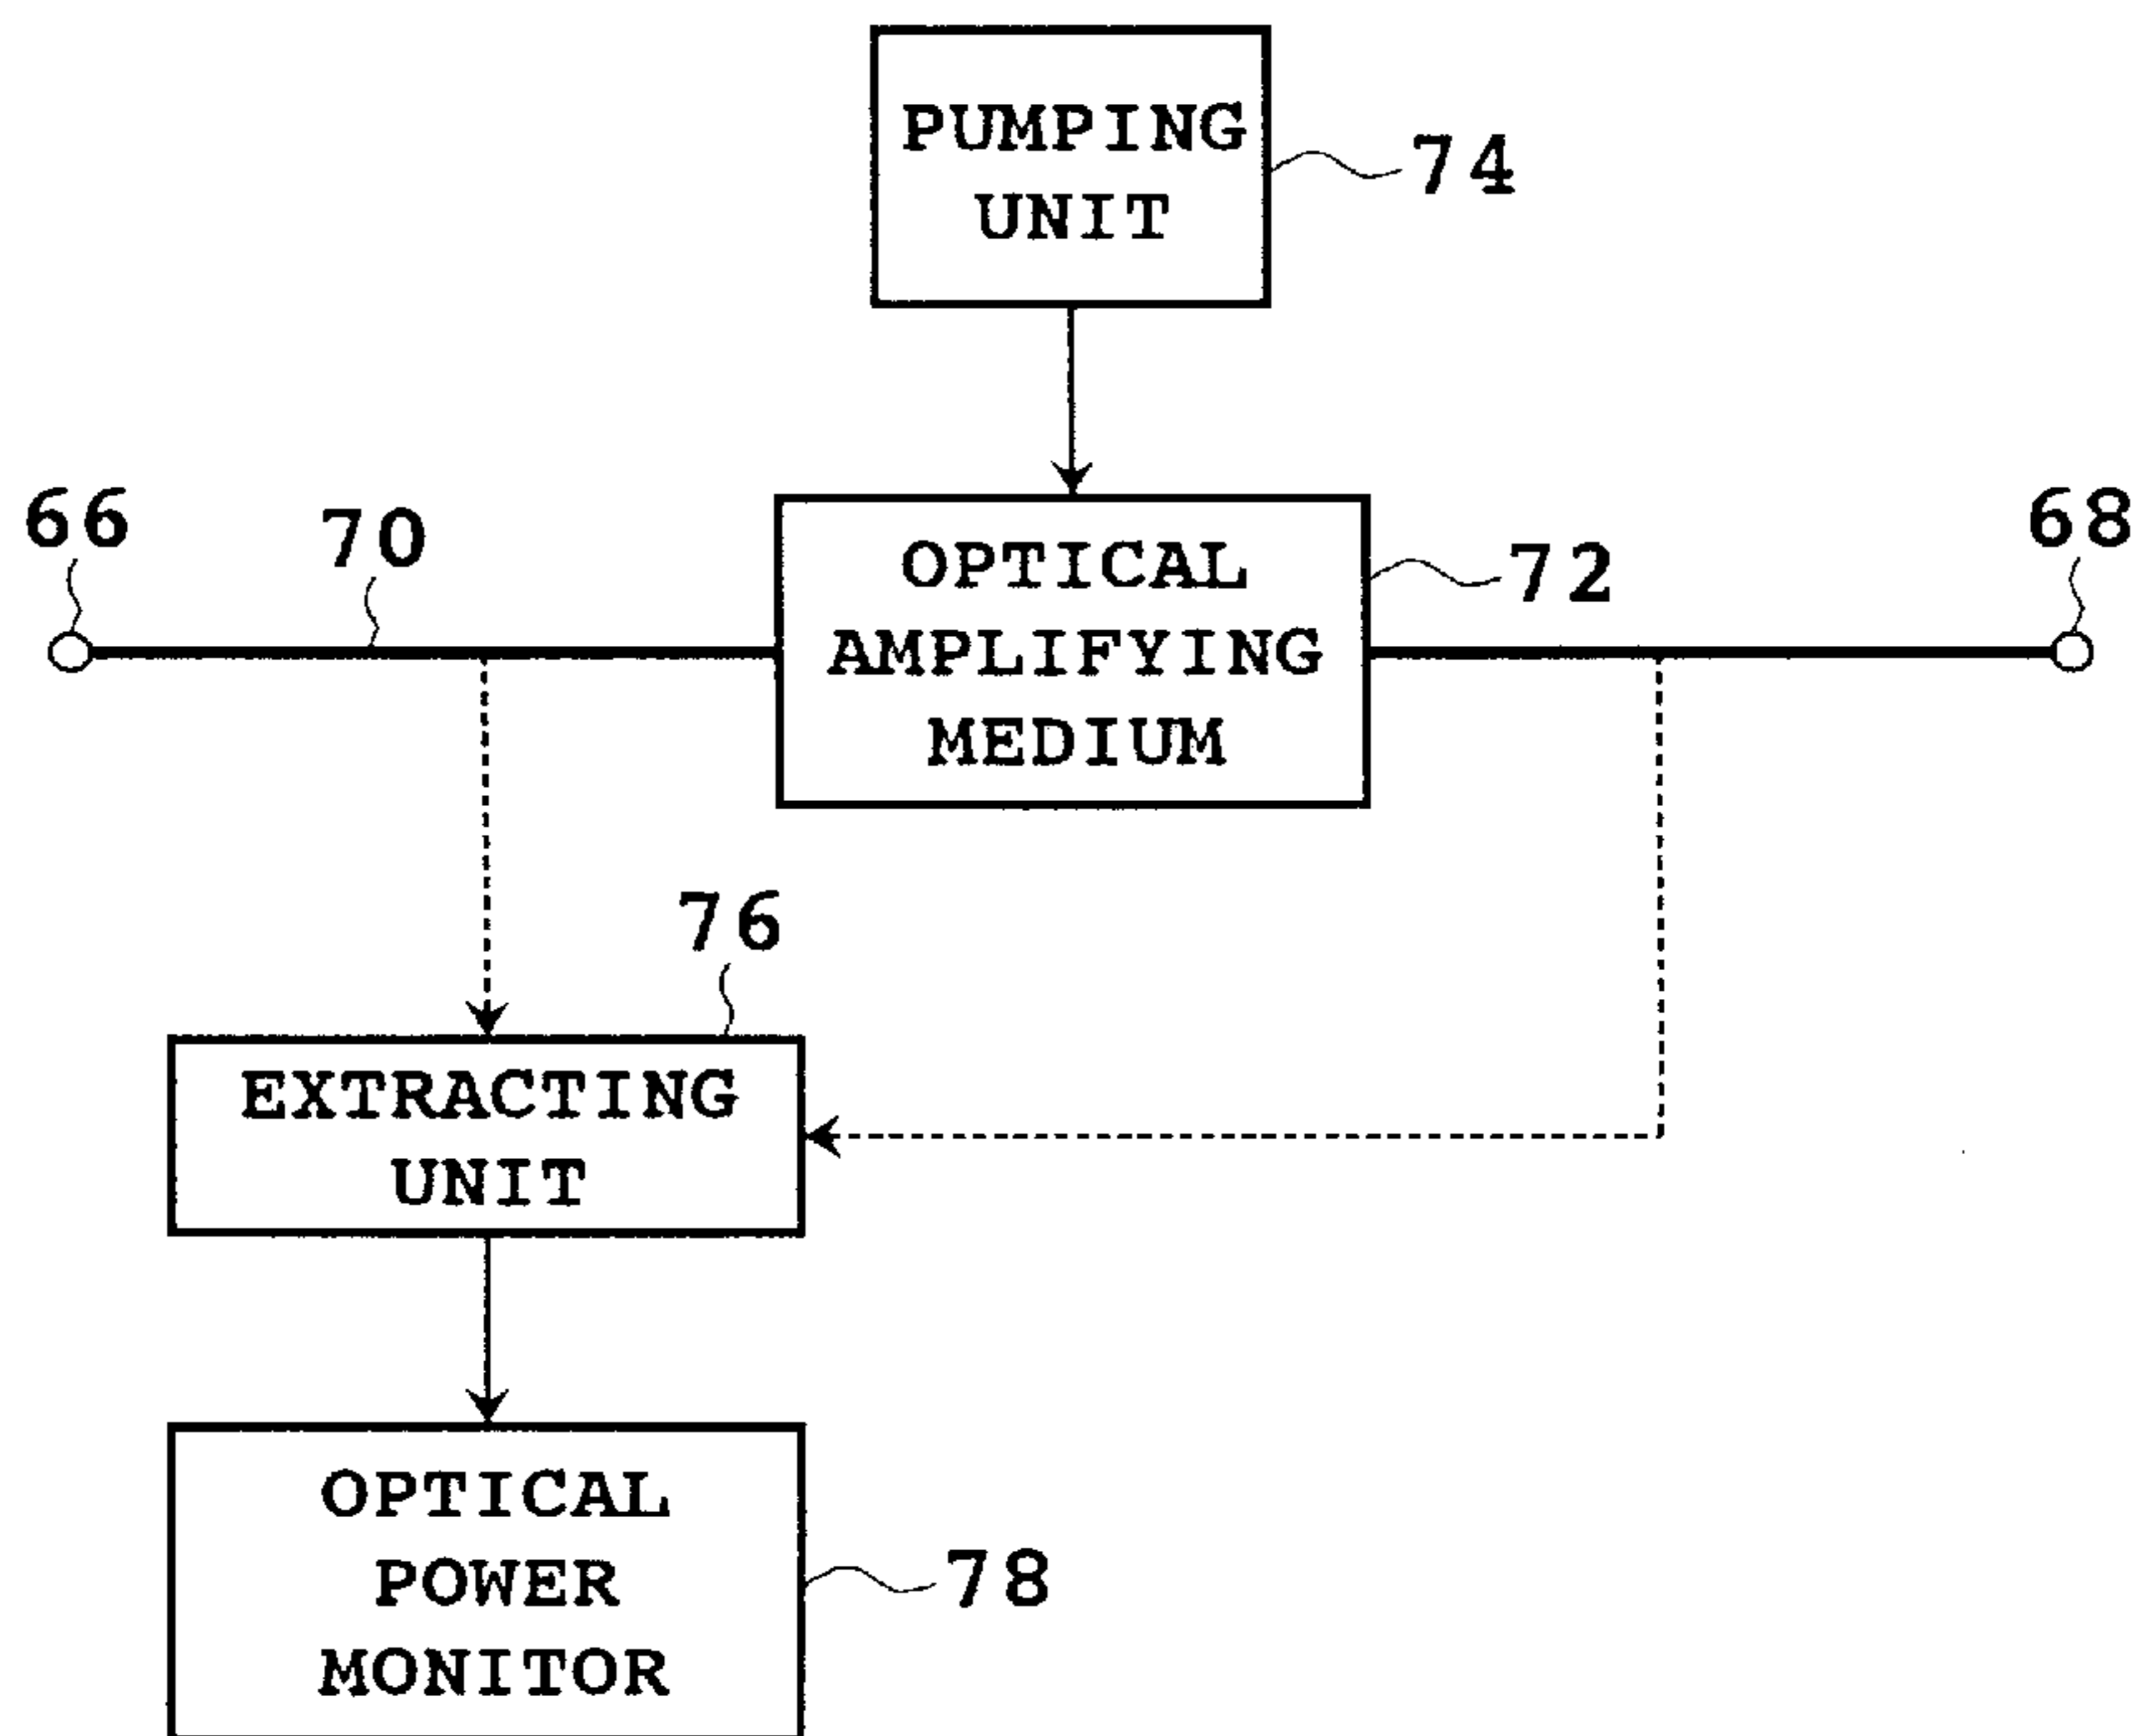 PUMPING
UNIT
74
66
70
OPTICAL
AMPLIFYING
MEDIUM
72
68
76
EXTRACTING
UNIT
OPTICAL
POWER
MONITOR
78